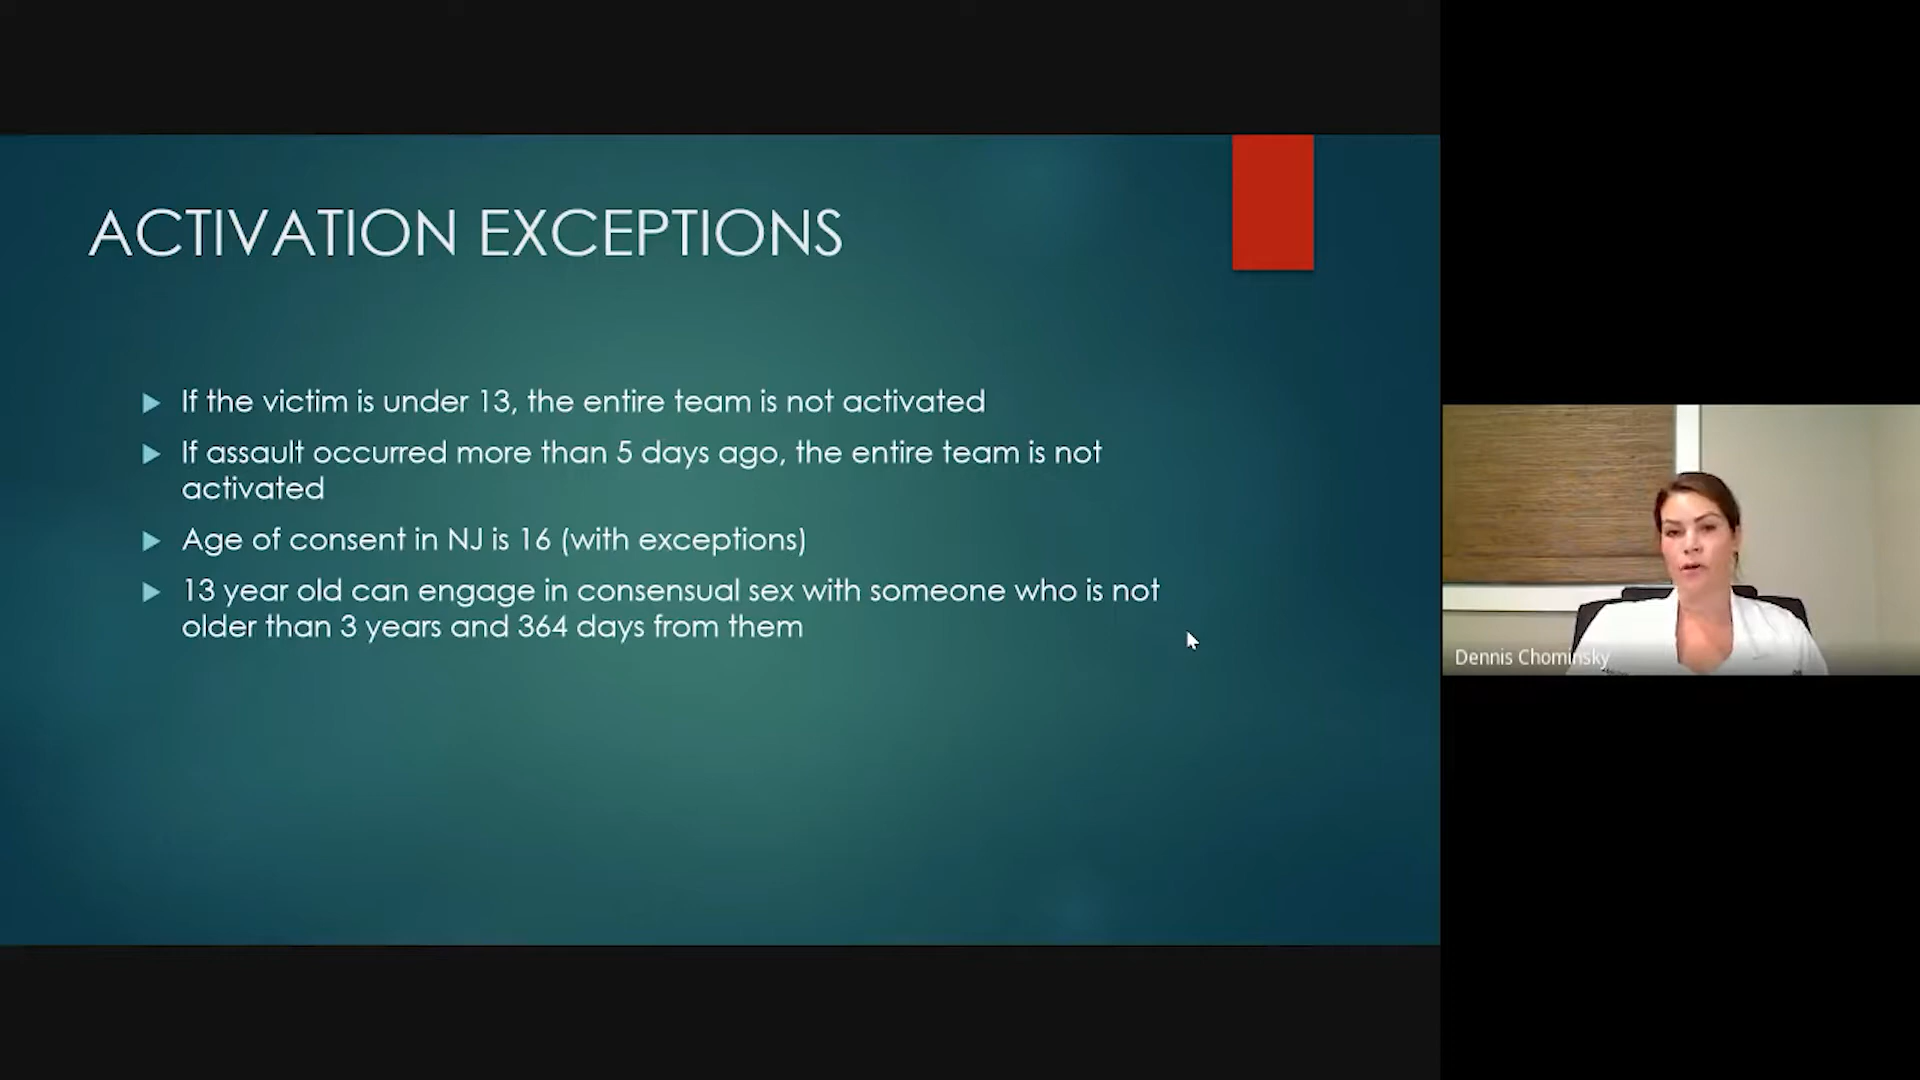 ACTIVATION EXCEPTIONS
If the victim is under 13, the entire team is not activated
If assault occurred more than 5 days ago, the entire team is not
activated
Age of consent in NJ is 16 (with exceptions)
13 year old can engage in consensual sex with someone who is not
older than 3 years and 364 days from them
Dennis Chominsky